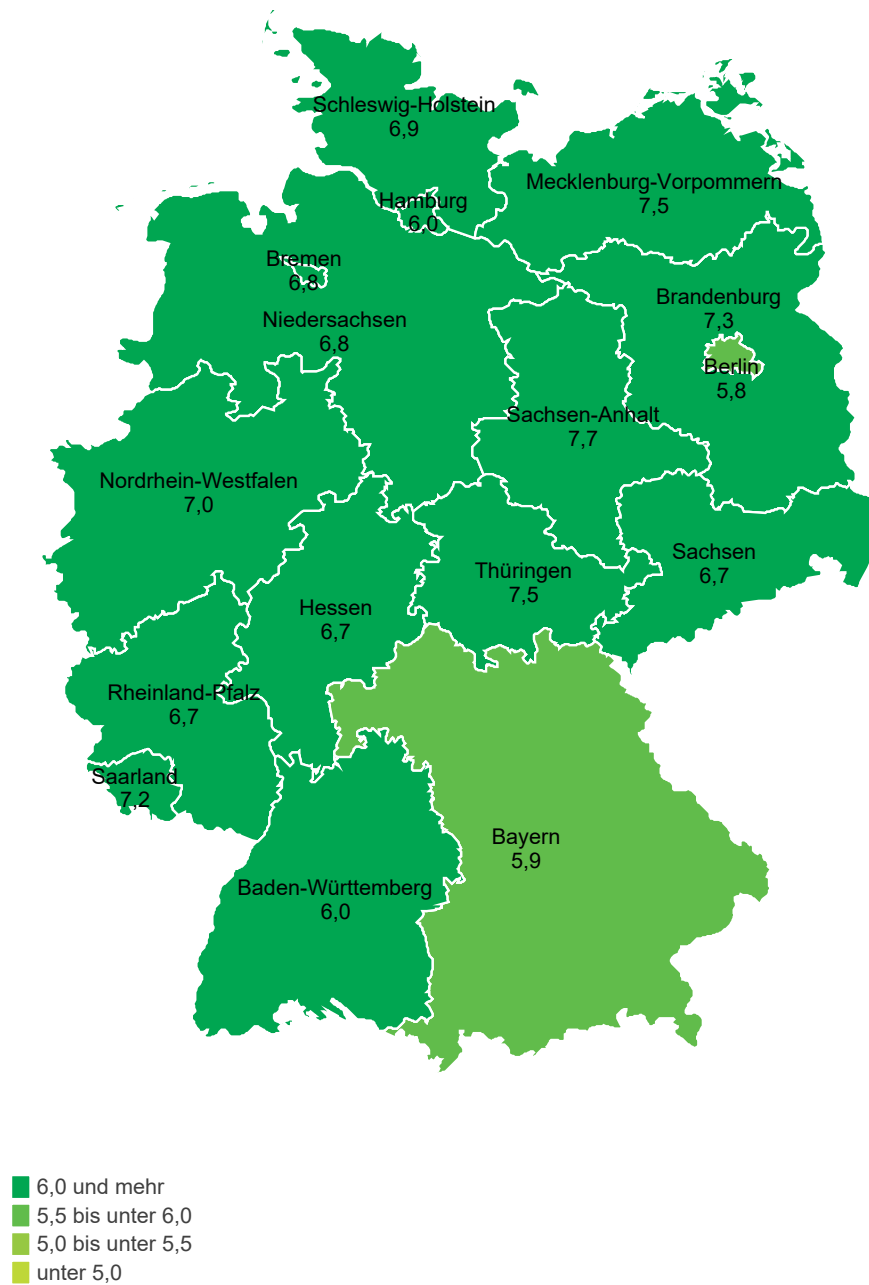 Schleswig-Holstein
6,9
Mecklenburg-Vorpommern
7,5
Hamburg
6,0
Bremen
6,8
Brandenburg
7,3
Niedersachsen
6,8
Berlin
5,8
Sachsen-Anhalt
7,7
Nordrhein-Westfalen
7,0
Sachsen
6,7
Thüringen
7,5
Hessen
6,7
Rheinland-Pfalz
6,7
Saarland
7,2
Bayern
5,9
Baden-Württemberg
6,0
6,0 und mehr
5,5 bis unter 6,0
5,0 bis unter 5,5
unter 5,0